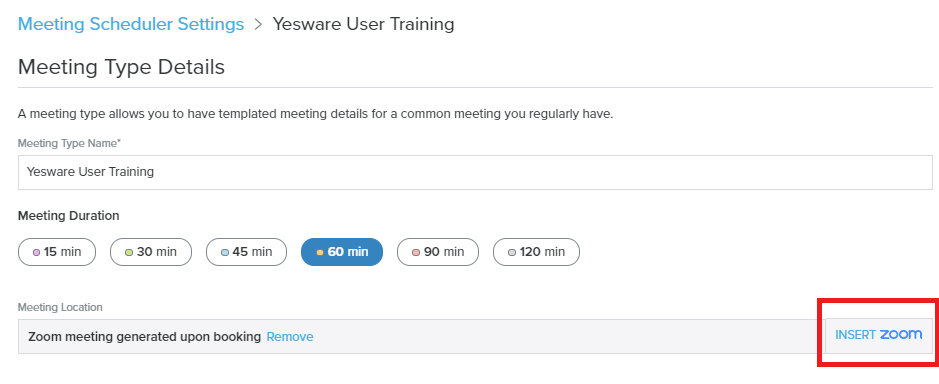 Meeting Scheduler Settings > Yesware User Training
Meeting Type Details
A meeting type allows you to have templated meeting details for a common meeting you regularly have.
Meeting Type Name*
Yesware User Training
Meeting Duration
15 min 30 min 45 min 60 min 90 min 120 min
Meeting Location
Zoom meeting generated upon booking Remove INSERT zoom